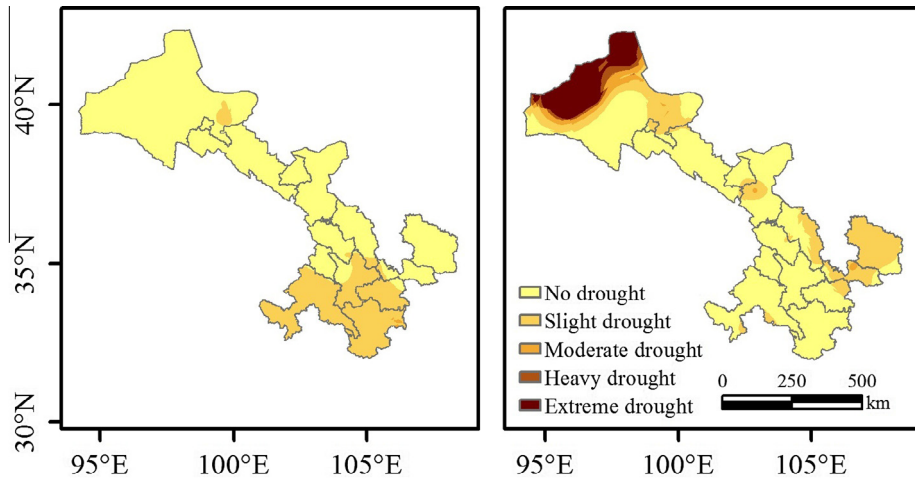 40°N
35°N
30°N
95°E 100°E 105°E
No drought
Slight drought
Moderate drought
Heavy drought
Extreme drought
0 250 500
km
95°E 100°E 105°E